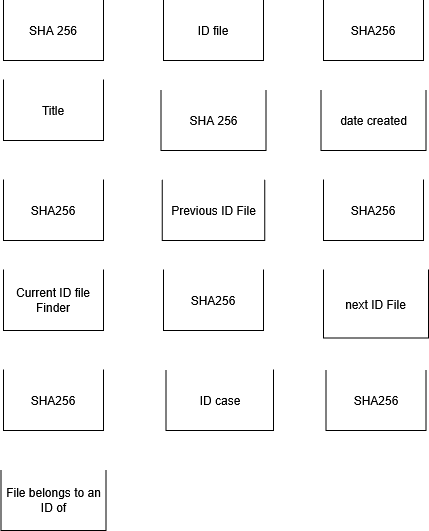 SHA 256
ID file
SHA256
Title
SHA 256
date created
SHA256
Previous ID File
SHA256
Current ID file
Finder
SHA256
next ID File
SHA256
ID case
SHA256
File belongs to an
ID of